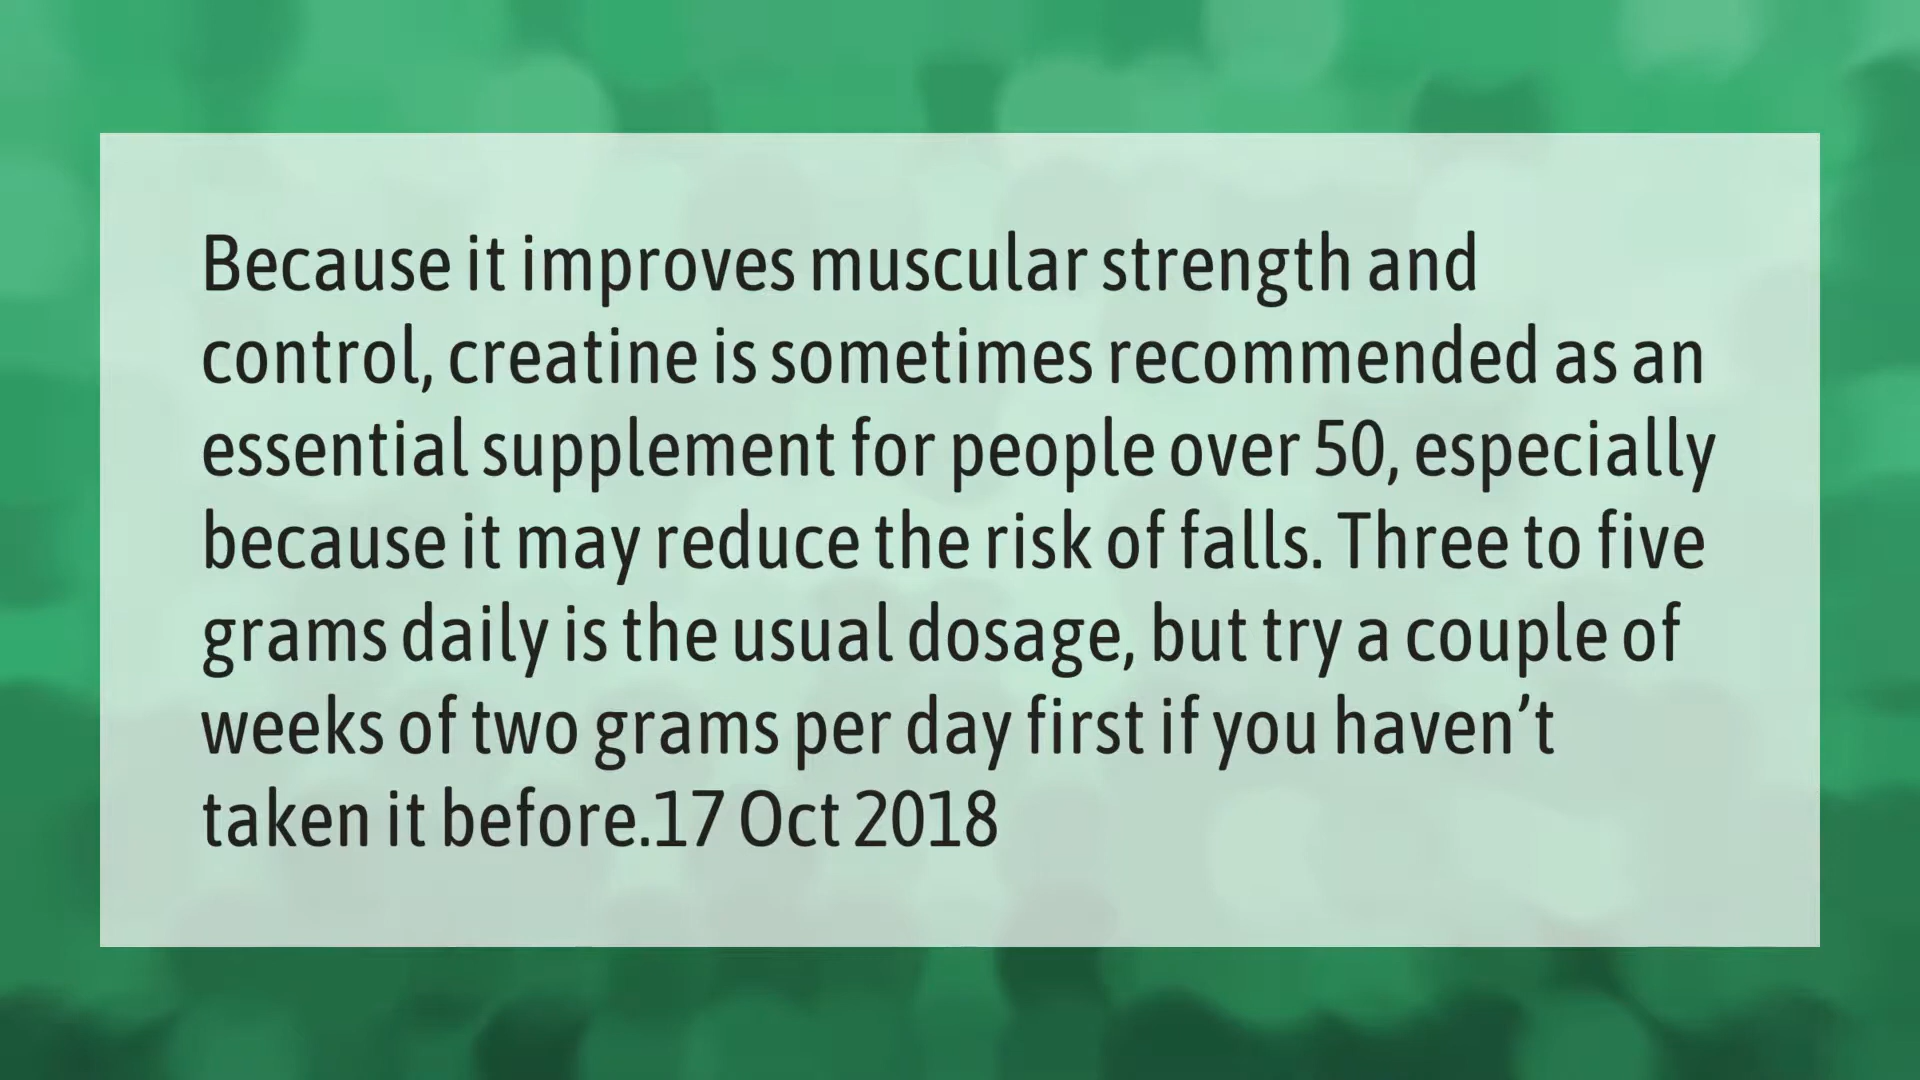 Because it improves muscular strength and
control, creatine is sometimes recommended as an
essential supplement for people over 50, especially
because it may reduce the risk of falls. Three to five
grams daily is the usual dosage, but try a couple of
weeks of two grams per day first if you haven’t
taken it before.17 Oct 2018